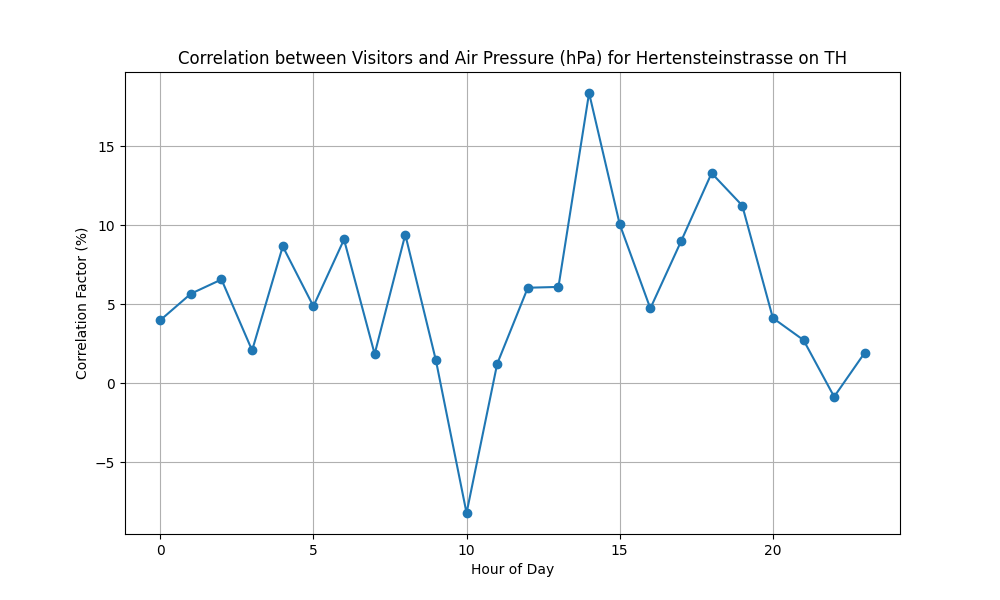 Correlation between Visitors and Air Pressure (hPa) for Hertensteinstrasse on TH
Correlation Factor (%)
15
10
5
0
−5
0 5 10 15 20
Hour of Day